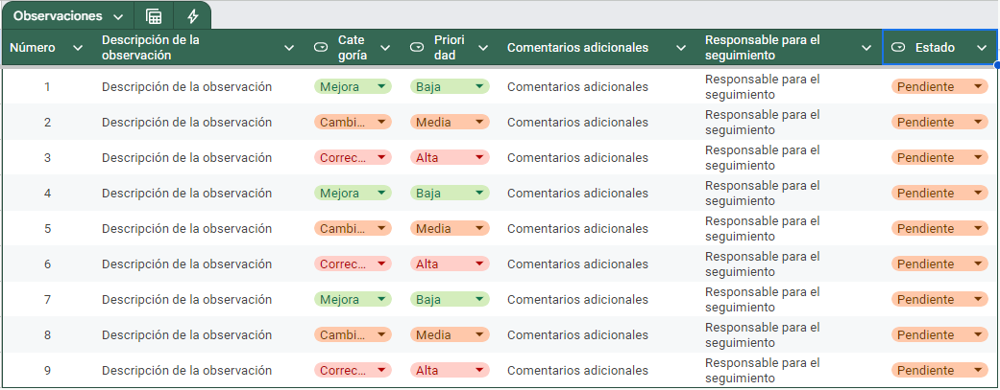 Observaciones
Número Descripción de la observación Categoría Prioridad Comentarios adicionales Responsable para el seguimiento Estado
1 Descripción de la observación Mejora Baja Comentarios adicionales Responsable para el seguimiento Pendiente
2 Descripción de la observación Cambi... Media Comentarios adicionales Responsable para el seguimiento Pendiente
3 Descripción de la observación Correc... Alta Comentarios adicionales Responsable para el seguimiento Pendiente
4 Descripción de la observación Mejora Baja Comentarios adicionales Responsable para el seguimiento Pendiente
5 Descripción de la observación Cambi... Media Comentarios adicionales Responsable para el seguimiento Pendiente
6 Descripción de la observación Correc... Alta Comentarios adicionales Responsable para el seguimiento Pendiente
7 Descripción de la observación Mejora Baja Comentarios adicionales Responsable para el seguimiento Pendiente
8 Descripción de la observación Cambi... Media Comentarios adicionales Responsable para el seguimiento Pendiente
9 Descripción de la observación Correc... Alta Comentarios adicionales Responsable para el seguimiento Pendiente